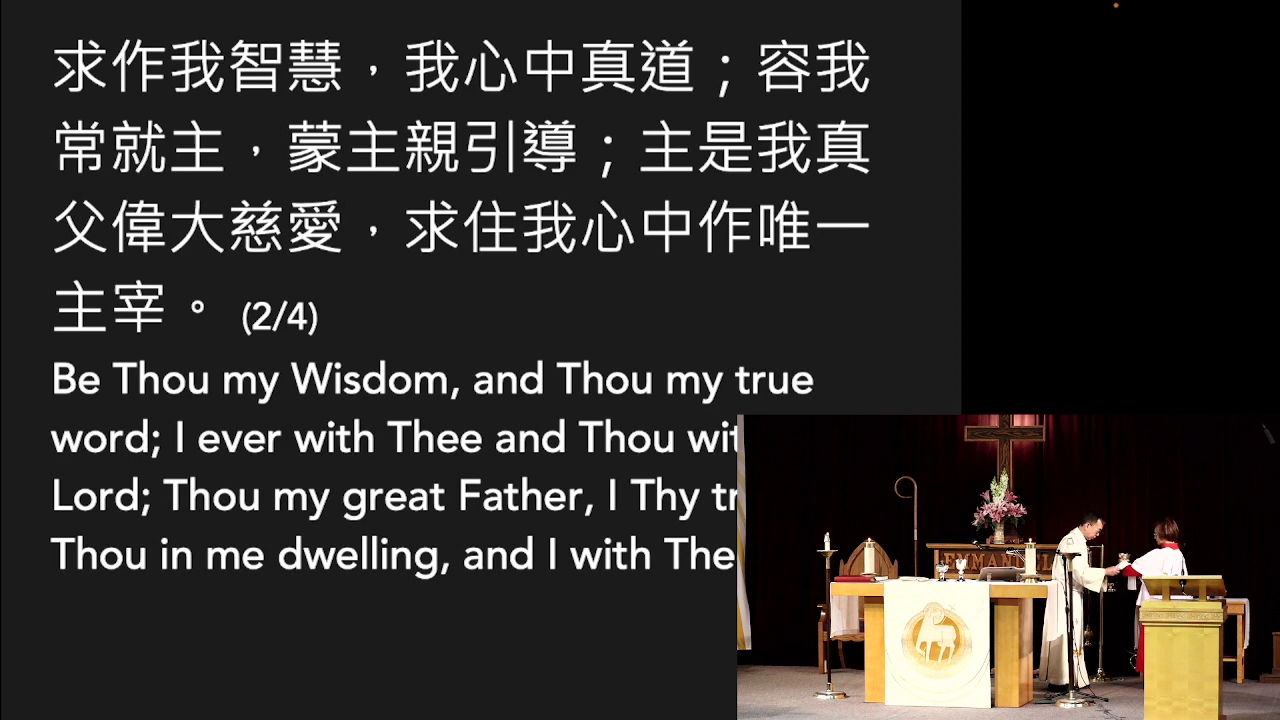 求作我智慧，我心中真道；容我
常就主，蒙主親引導；主是我真
父偉大慈愛，求住我心中作唯一
主宰。 (2/4)
Be Thou my Wisdom, and Thou my true
word; I ever with Thee and Thou wit
Lord; Thou my great Father, I Thy tr
Thou in me dwelling, and I with The